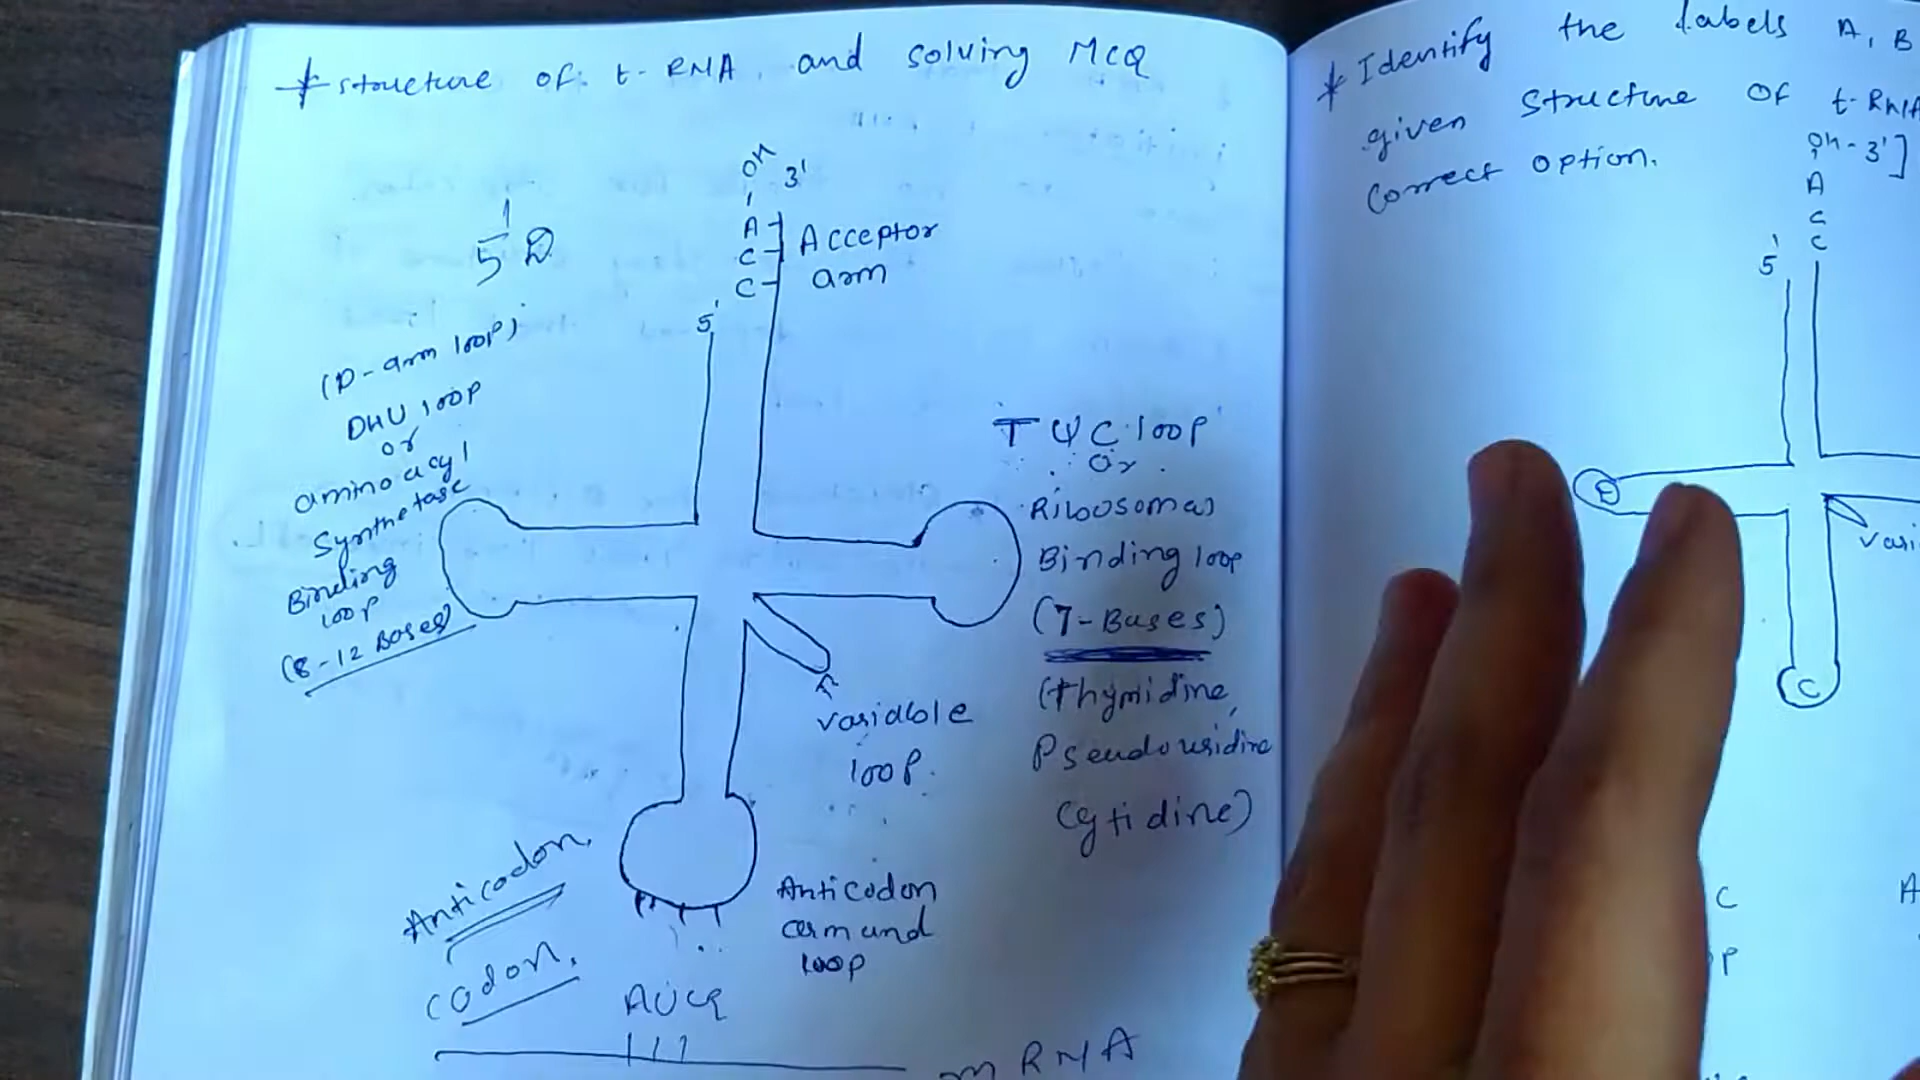 * structure of t-RNA and solving MCQ
OH 3'
A
C
C
Acceptor
arm
5'
5' D
(D-arm loop)
DHU loop
or
amino acyl
Synthetase
Binding
loop
(8-12 Bases)
TΨC loop
or
Ribosomal
Binding loop
(7-Bases)
(thymidine,
Pseudouridine
Cytidine)
variable
loop.
Anticodon.
codon.
Anticodon
arm and
loop
mRNA
* Identify the labels A, B
given structure of t-RNA
correct option.
OH-3']
A
C
C
5'
B
vari
C
C
A